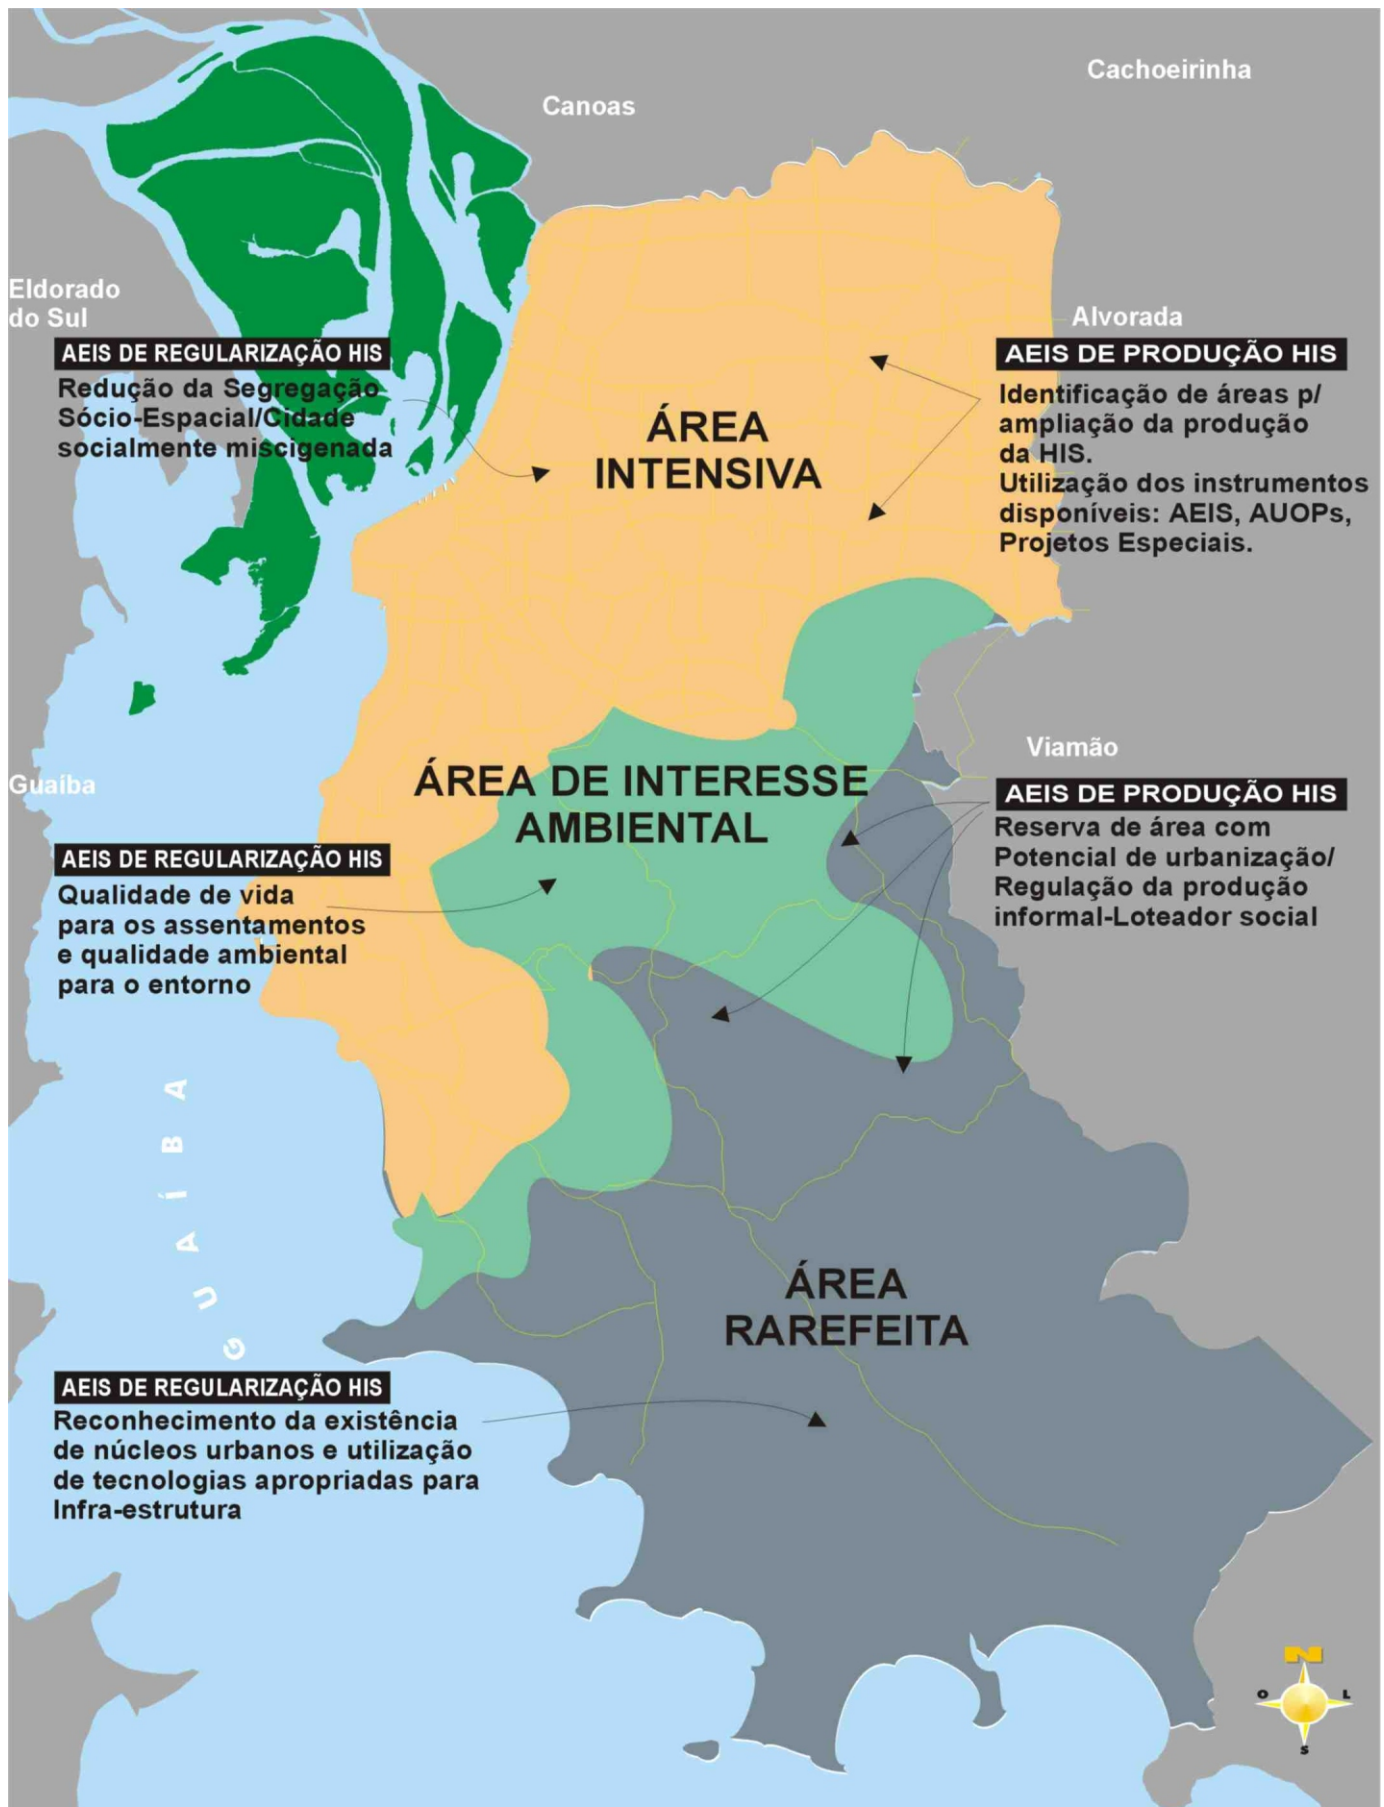 Cachoeirinha
Canoas
Eldorado
do Sul
Alvorada
AEIS DE REGULARIZAÇÃO HIS
Redução da Segregação
Sócio-Espacial/Cidade
socialmente miscigenada
AEIS DE PRODUÇÃO HIS
Identificação de áreas p/
ampliação da produção
da HIS.
Utilização dos instrumentos
disponíveis: AEIS, AUOPs,
Projetos Especiais.
ÁREA
INTENSIVA
Viamão
Guaíba
ÁREA DE INTERESSE
AMBIENTAL
AEIS DE PRODUÇÃO HIS
Reserva de área com
Potencial de urbanização/
Regulação da produção
informal-Loteador social
AEIS DE REGULARIZAÇÃO HIS
Qualidade de vida
para os assentamentos
e qualidade ambiental
para o entorno
GUAÍBA
ÁREA
RAREFEITA
AEIS DE REGULARIZAÇÃO HIS
Reconhecimento da existência
de núcleos urbanos e utilização
de tecnologias apropriadas para
Infra-estrutura
N
O L
S